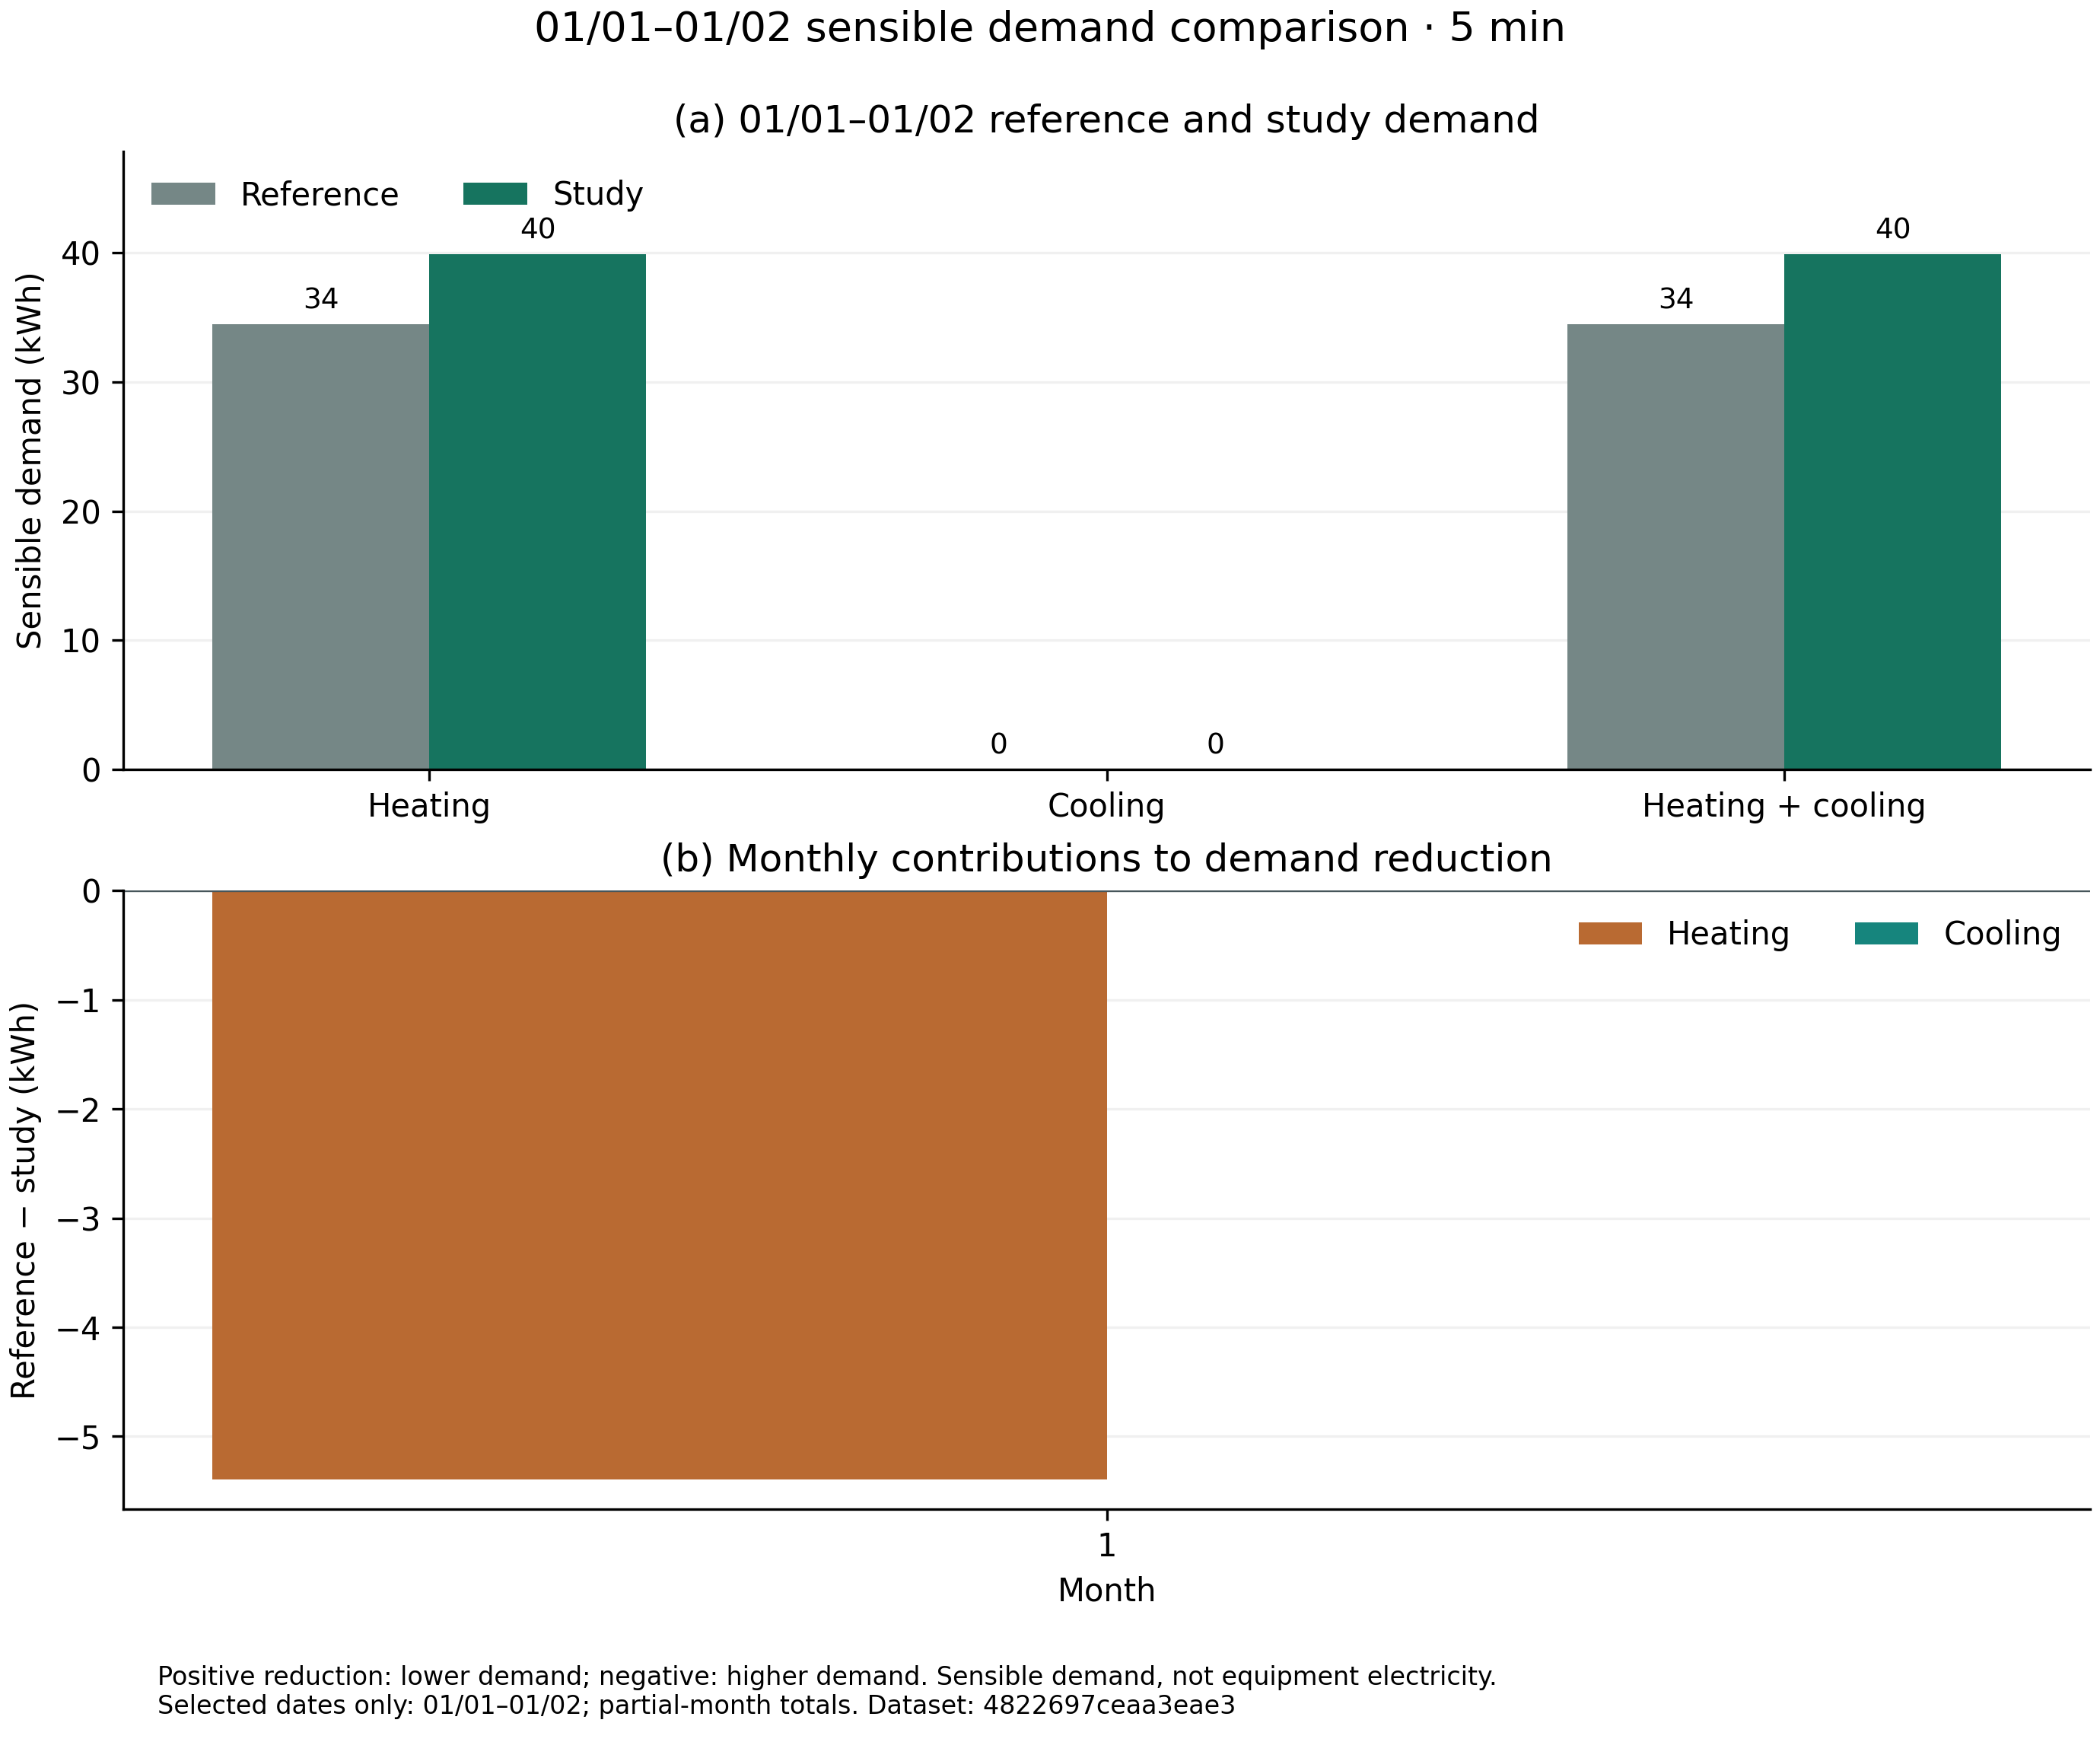 01/01–01/02 sensible demand comparison · 5 min
(a) 01/01–01/02 reference and study demand
Reference
Study
Sensible demand (kWh)
40
30
20
10
0
34
40
0
0
34
40
Heating
Cooling
Heating + cooling
(b) Monthly contributions to demand reduction
Heating
Cooling
Reference − study (kWh)
0
−1
−2
−3
−4
−5
1
Month
Positive reduction: lower demand; negative: higher demand. Sensible demand, not equipment electricity.
Selected dates only: 01/01–01/02; partial-month totals. Dataset: 4822697ceaa3eae3